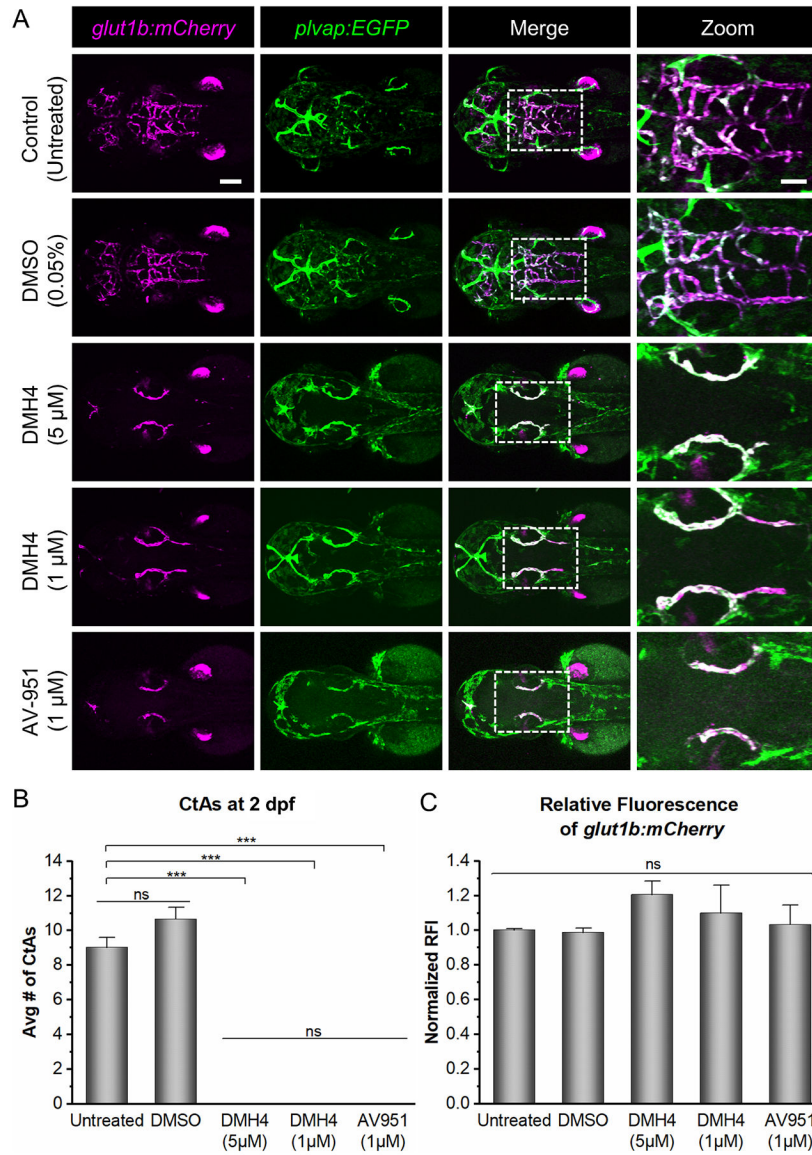 A
glut1b:mCherry
plvap:EGFP
Merge
Zoom
Control
(Untreated)
DMSO
(0.05%)
DMH4
(5 µM)
DMH4
(1 µM)
AV-951
(1 µM)
B
CtAs at 2 dpf
***
***
***
ns
ns
Avg # of CtAs
14
12
10
8
6
4
2
0
Untreated
DMSO
DMH4
(5µM)
DMH4
(1µM)
AV951
(1µM)
C
Relative Fluorescence
of glut1b:mCherry
ns
Normalized RFI
1.4
1.2
1.0
0.8
0.6
0.4
0.2
0.0
Untreated
DMSO
DMH4
(5µM)
DMH4
(1µM)
AV951
(1µM)